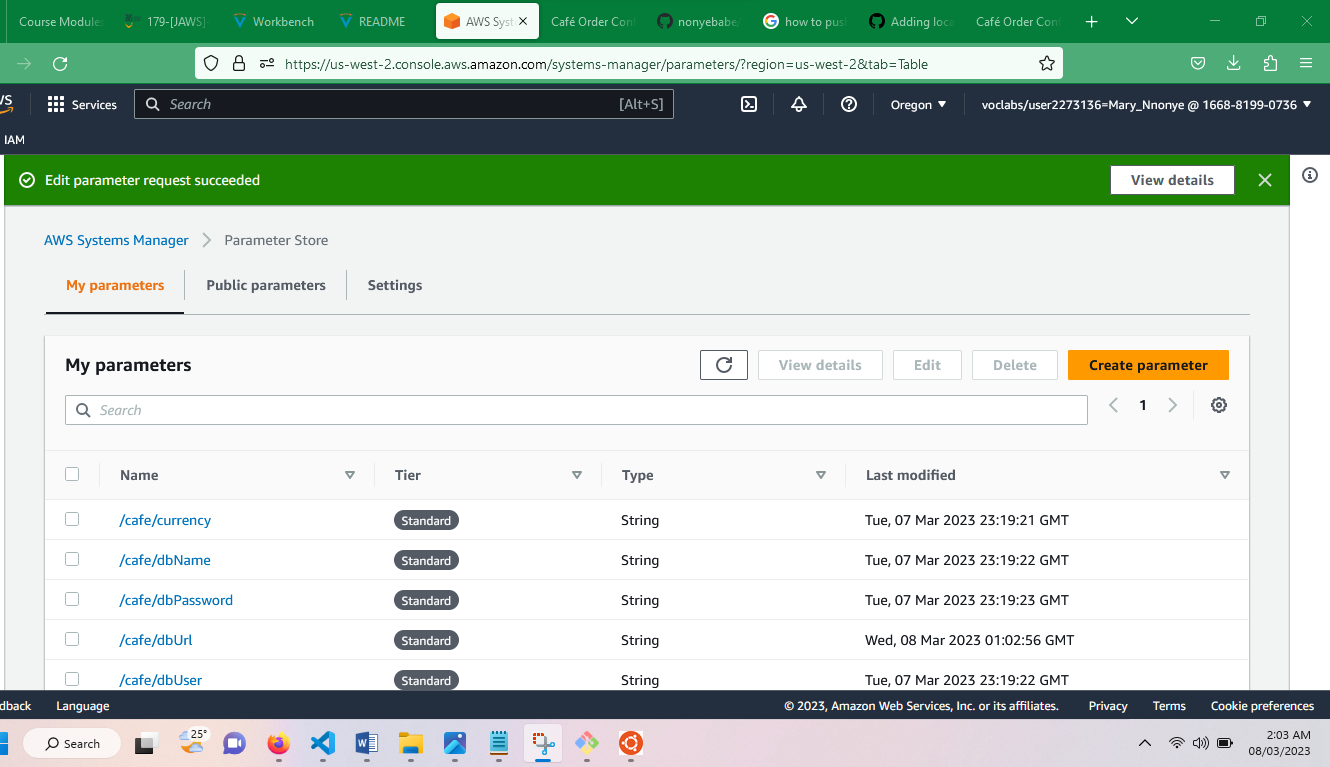 Course Modules 179-[JAWS]- Workbench README AWS Syst Café Order Conf nonyebabe how to pus Adding loca Café Order Conf
https://us-west-2.console.aws.amazon.com/systems-manager/parameters/?region=us-west-2&tab=Table
Services Search [Alt+S] Oregon voclabs/user2273136=Mary_Nnonye @ 1668-8199-0736
IAM
Edit parameter request succeeded View details
AWS Systems Manager Parameter Store
My parameters Public parameters Settings
My parameters View details Edit Delete Create parameter
Search 1
Name Tier Type Last modified
/cafe/currency Standard String Tue, 07 Mar 2023 23:19:21 GMT
/cafe/dbName Standard String Tue, 07 Mar 2023 23:19:22 GMT
/cafe/dbPassword Standard String Tue, 07 Mar 2023 23:19:23 GMT
/cafe/dbUrl Standard String Wed, 08 Mar 2023 01:02:56 GMT
/cafe/dbUser Standard String Tue, 07 Mar 2023 23:19:22 GMT
dback Language © 2023, Amazon Web Services, Inc. or its affiliates. Privacy Terms Cookie preferences
Search 25° 2:03 AM
08/03/2023